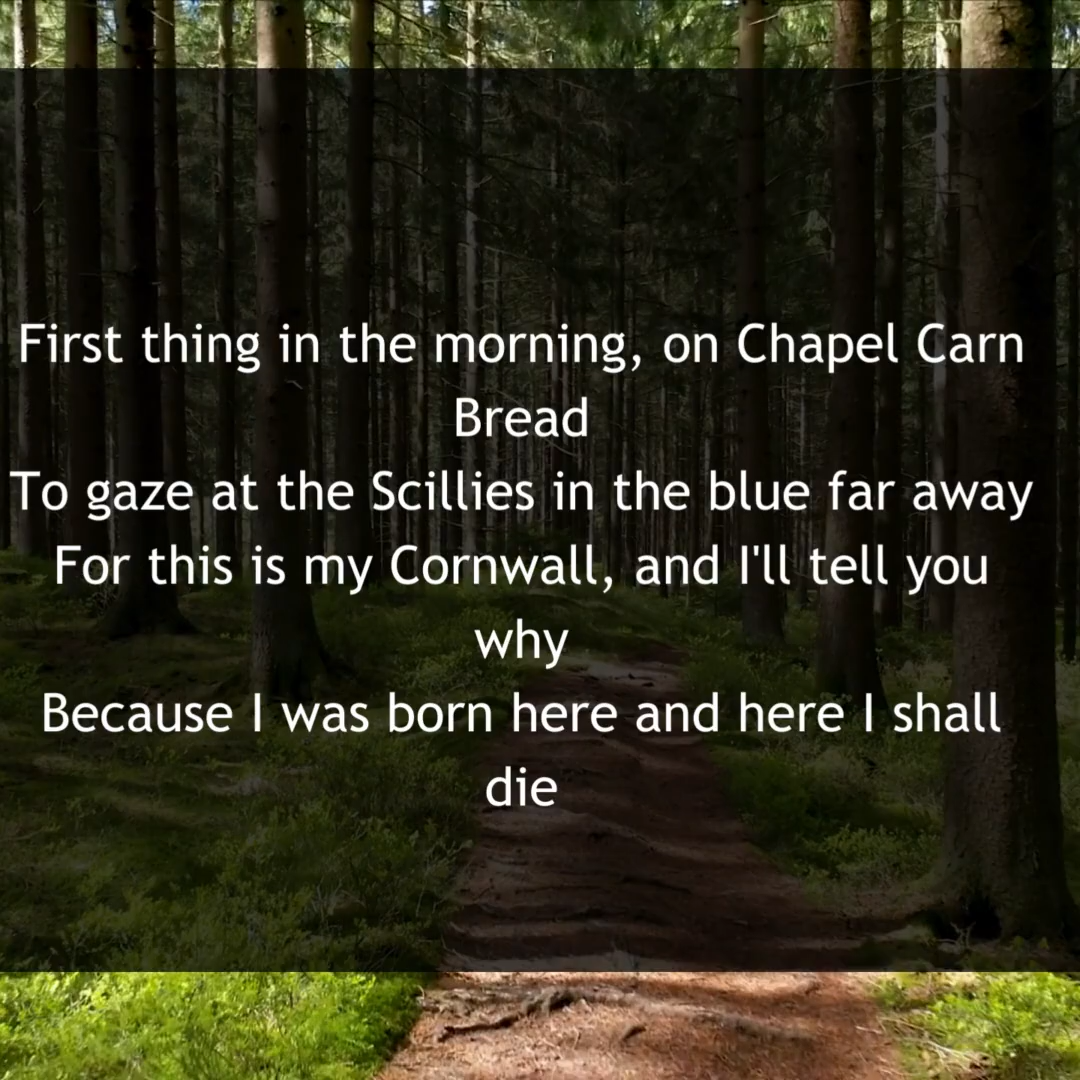 First thing in the morning, on Chapel Carn
Bread
To gaze at the Scillies in the blue far away
For this is my Cornwall, and I'll tell you
why
Because I was born here and here I shall
die